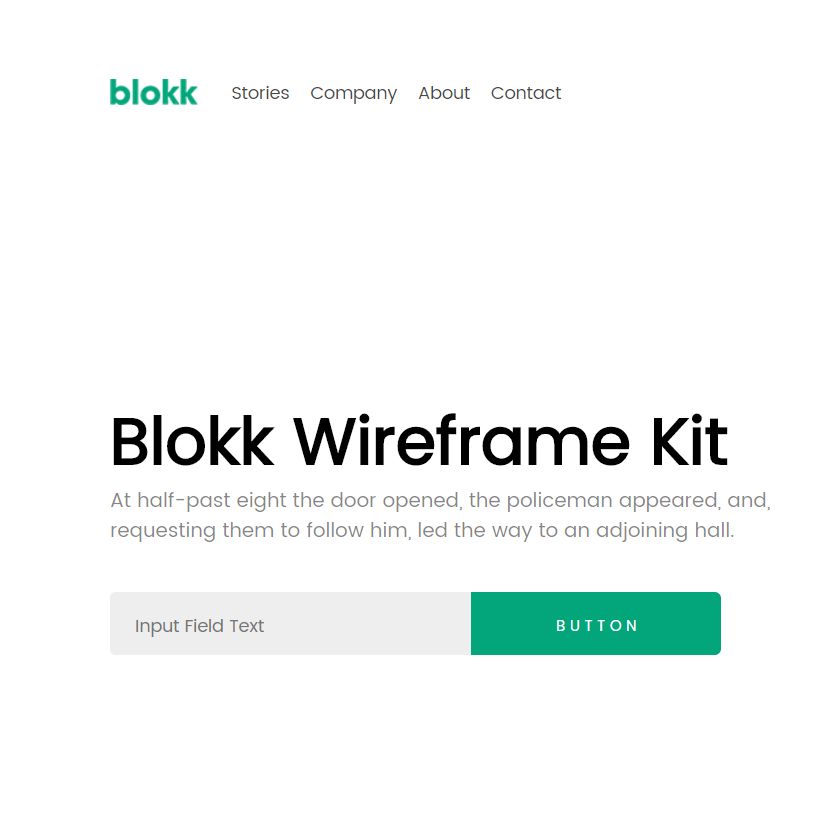 blokk Stories Company About Contact
Blokk Wireframe Kit
At half-past eight the door opened, the policeman appeared, and,
requesting them to follow him, led the way to an adjoining hall.
Input Field Text BUTTON